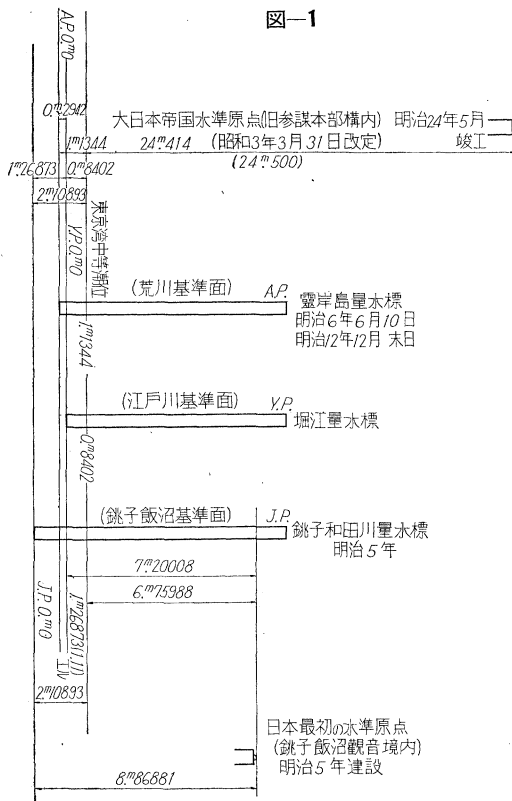 図―1
A.P.0.ᵐ0
0.ᵐ2942
大日本帝国水準原点(旧参謀本部構内) 明治24年5月
1.ᵐ1344 24.ᵐ414 (昭和3年3月31日改定) 竣工
(24.ᵐ500)
1.ᵐ26873 0.ᵐ8402
2.ᵐ10893
東京湾中等潮位
Y.P.0.ᵐ0
(荒川基準面) A.P.
靈岸島量水標
明治6年6月10日
明治12年12月末日
1.ᵐ1344
(江戸川基準面) Y.P.
堀江量水標
0.ᵐ8402
(銚子飯沼基準面) J.P.
銚子和田川量水標
明治5年
7.ᵐ20008
6.ᵐ75988
J.P.0.ᵐ0
1.ᵐ26873(1.11)
2.ᵐ10893
日本最初の水準原点
(銚子飯沼観音境内)
明治5年建設
8.ᵐ86881